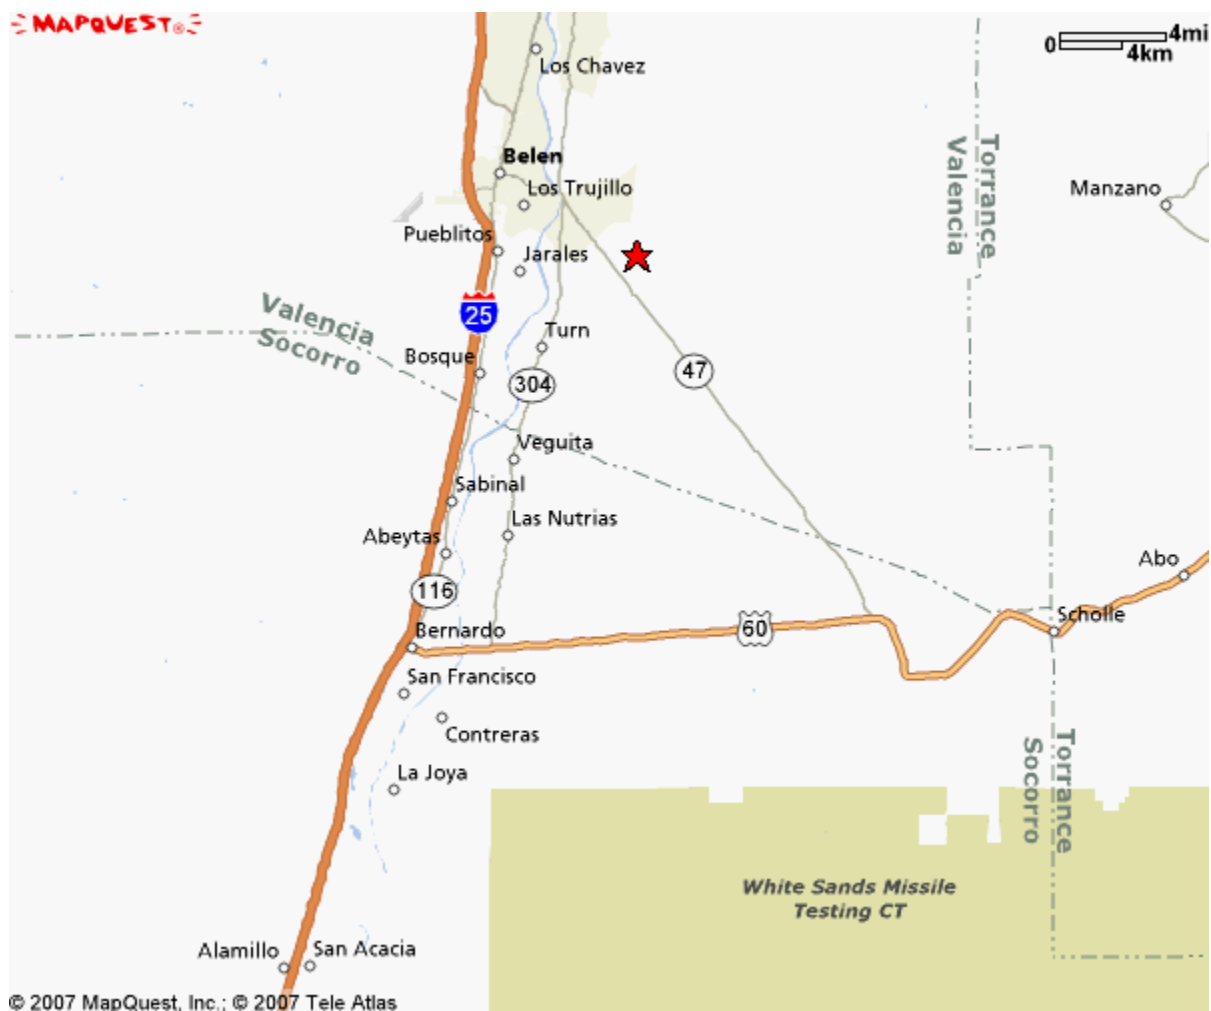 MAPQUEST®
0 4mi
4km
Los Chavez
Belen
Los Trujillo
Pueblitos
Jarales
Valencia
Torrance
Manzano
25
Valencia
Socorro
Turn
Bosque
304
47
Veguita
Sabinal
Las Nutrias
Abeytas
116
Abo
Bernardo
60
Scholle
San Francisco
Contreras
La Joya
Socorro
Torrance
White Sands Missile
Testing CT
Alamillo
San Acacia
© 2007 MapQuest, Inc.; © 2007 Tele Atlas